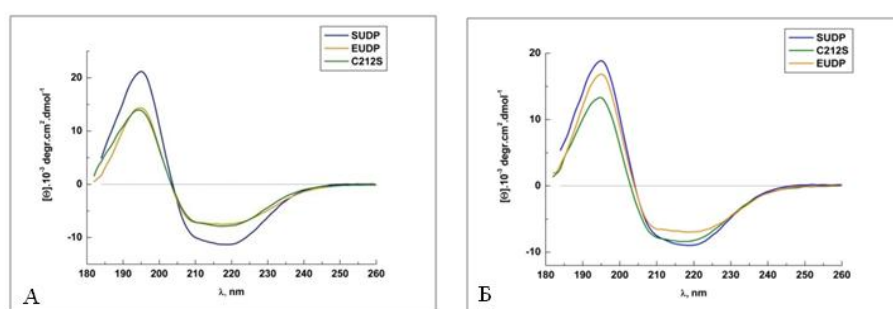 SUDP
EUDP
C212S
[Θ].10⁻³ degr.cm².dmol⁻¹
20
10
0
-10
180 190 200 210 220 230 240 250 260
λ, nm
А
SUDP
C212S
EUDP
[Θ].10⁻³ degr.cm².dmol⁻¹
20
10
0
-10
182 190 200 210 220 230 240 250 260
λ, nm
Б